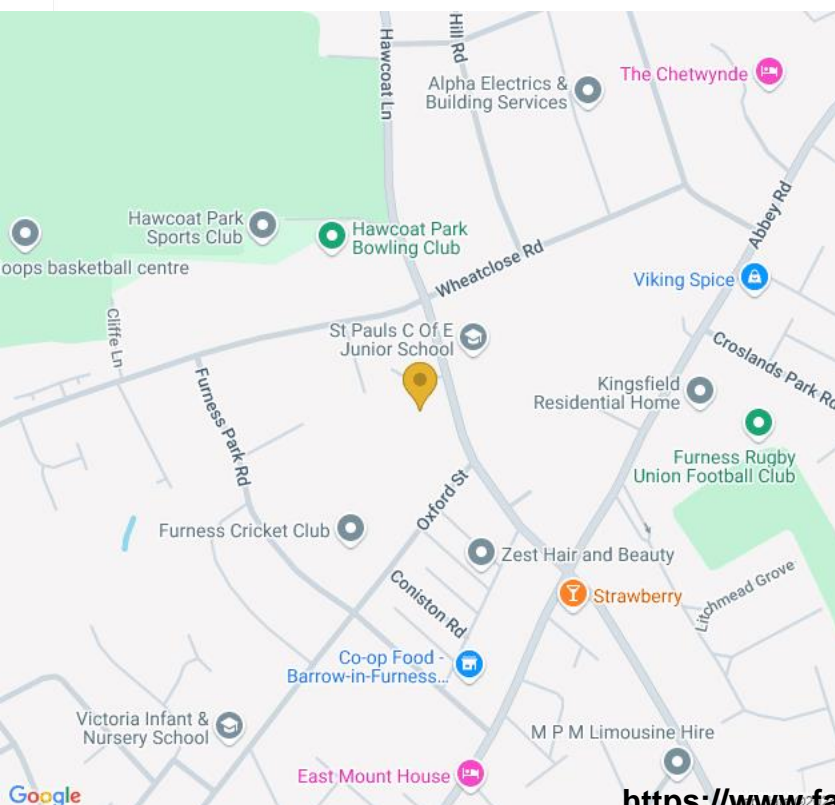 Hawcoat Ln
Hill Rd
Alpha Electrics &
Building Services
The Chetwynde
Abbey Rd
Hawcoat Park
Sports Club
Hawcoat Park
Bowling Club
oops basketball centre
Wheatclose Rd
Viking Spice
Cliffe Ln
St Pauls C Of E
Junior School
Croslands Park Rd
Kingsfield
Residential Home
Furness Park Rd
Furness Rugby
Union Football Club
Oxford St
Furness Cricket Club
Zest Hair and Beauty
Coniston Rd
Strawberry
Litchmead Grove
Co-op Food -
Barrow-in-Furness...
Victoria Infant &
Nursery School
M P M Limousine Hire
East Mount House
Google